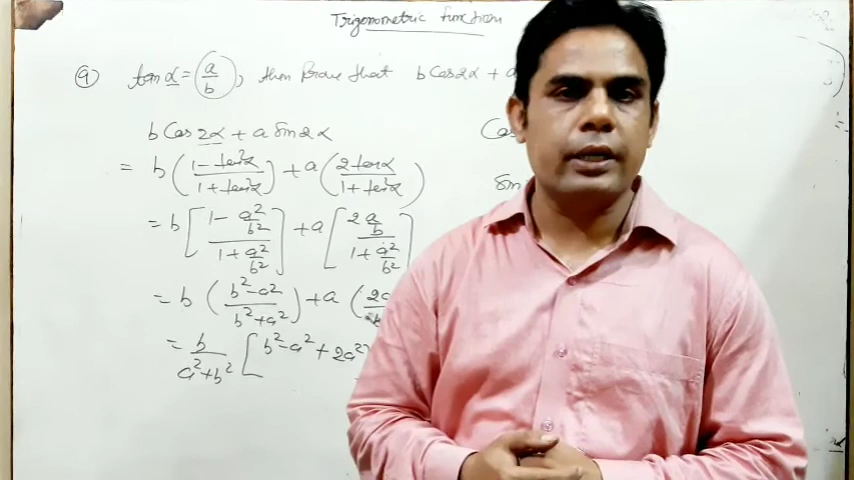 Trigonometric function
Q tan α = (a/b), then Prove that b Cos2α + a
b Cos 2α + a Sin 2α
Cos
= b ((1 - tan²α)/(1 + tan²α)) + a ((2 tan α)/(1 + tan²α))
Sin
= b [(1 - a²/b²)/(1 + a²/b²)] + a [(2 a/b)/(1 + a²/b²)]
= b ((b² - a²)/(b² + a²)) + a (2a
= b/(a² + b²) [b² - a² + 2a²